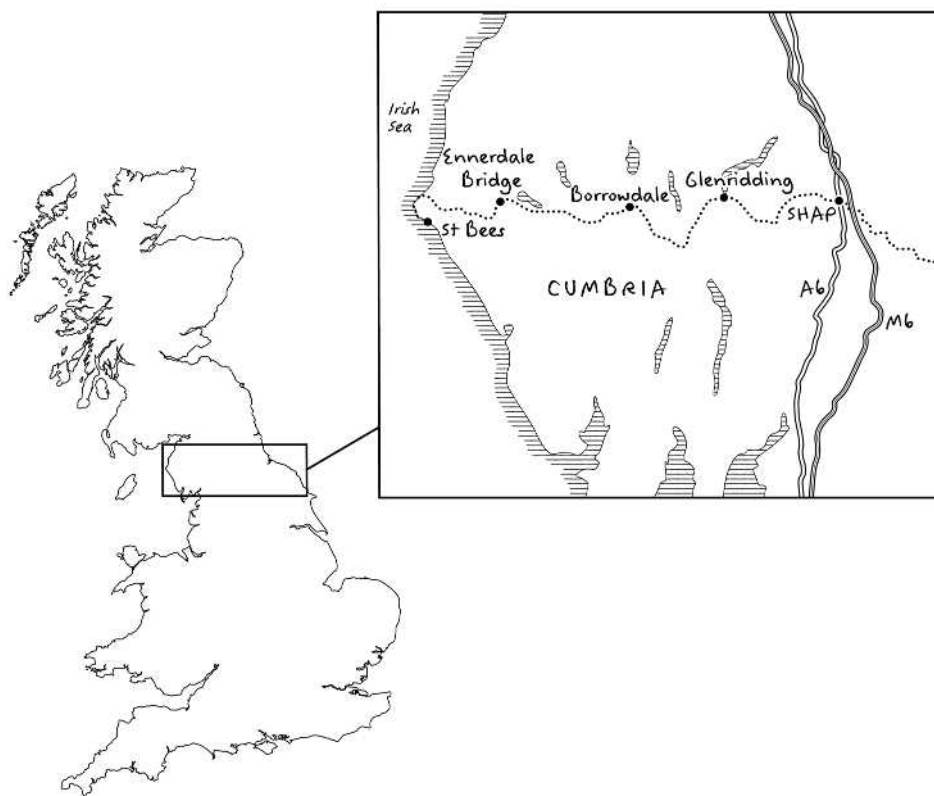 Irish
Sea
Ennerdale
Bridge
Borrowdale
Glenridding
SHAP
St Bees
CUMBRIA
A6
M6